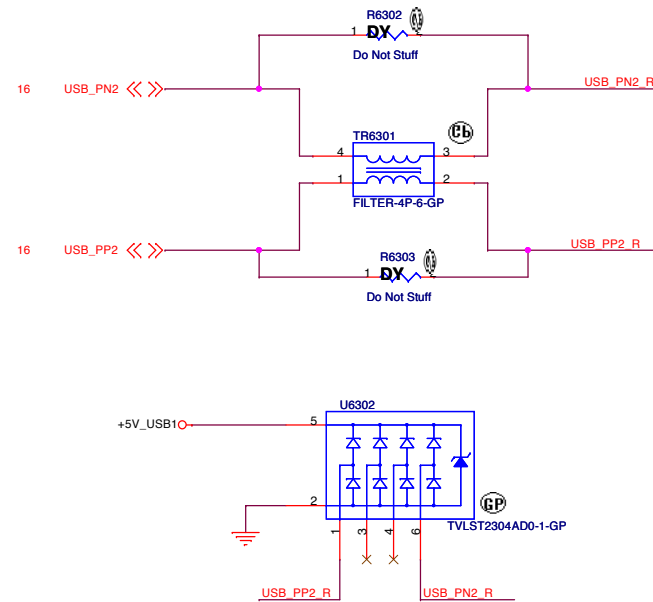 R6302
1 DY
Do Not Stuff
16 USB_PN2
USB_PN2_R
TR6301
4 3
1 2
FILTER-4P-6-GP
16 USB_PP2
USB_PP2_R
R6303
1 DY
Do Not Stuff
U6302
+5V_USB1
5
2
GP
TVLST2304AD0-1-GP
1 3 4 6
USB_PP2_R
USB_PN2_R